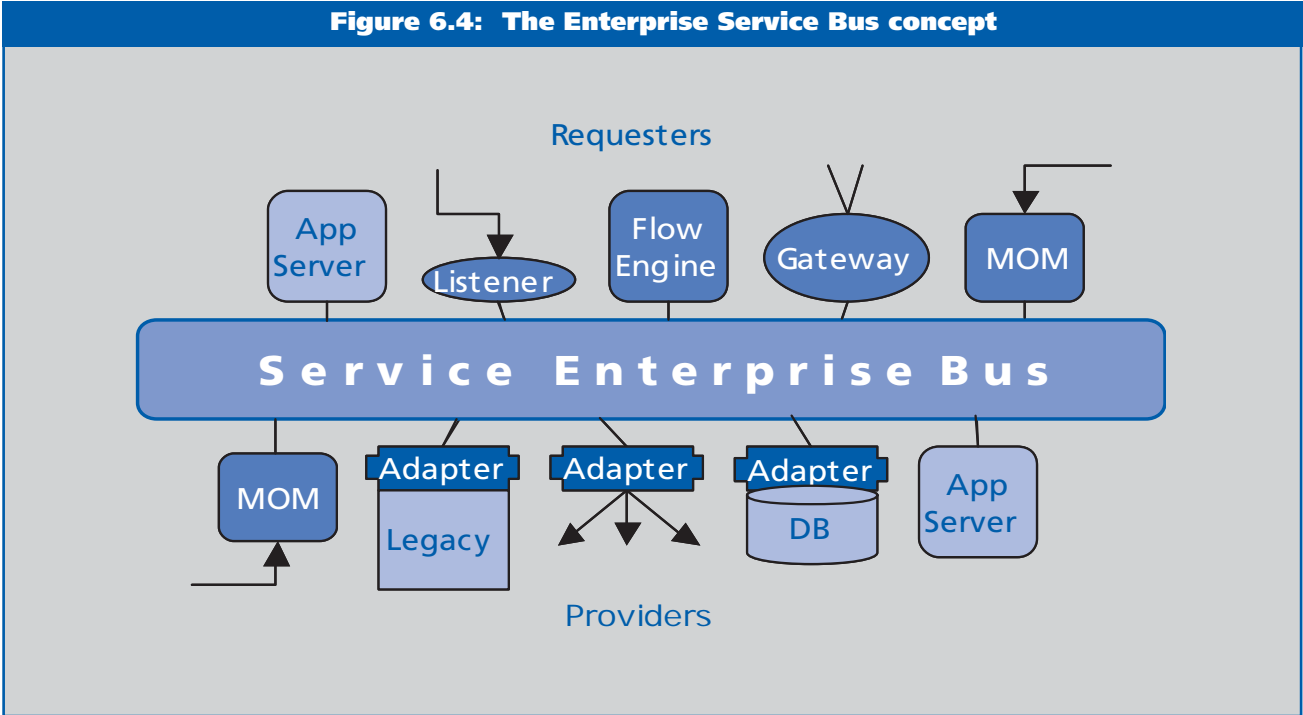 Figure 6.4: The Enterprise Service Bus concept
Requesters
App
Server
Listener
Flow
Engine
Gateway
MOM
Service Enterprise Bus
MOM
Adapter
Legacy
Adapter
Adapter
DB
App
Server
Providers